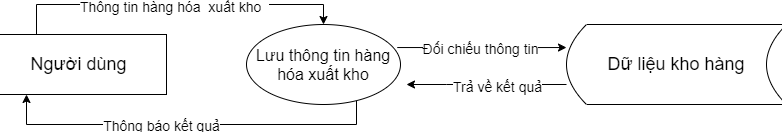 Thông tin hàng hóa  xuất kho
Người dùng
Lưu thông tin hàng
hóa xuất kho
Đối chiếu thông tin
Dữ liệu kho hàng
Trả về kết quả
Thông báo kết quả